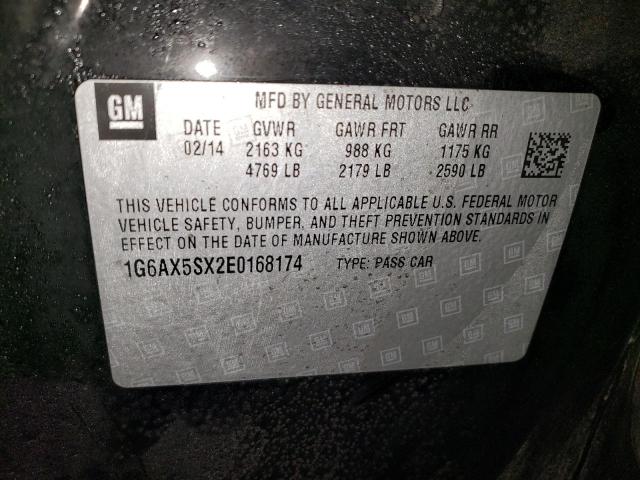 GM
MFD BY GENERAL MOTORS LLC
DATE GVWR GAWR FRT GAWR RR
02/14 2163 KG 988 KG 1175 KG
4769 LB 2179 LB 2590 LB
THIS VEHICLE CONFORMS TO ALL APPLICABLE U.S. FEDERAL MOTOR
VEHICLE SAFETY, BUMPER, AND THEFT PREVENTION STANDARDS IN
EFFECT ON THE DATE OF MANUFACTURE SHOWN ABOVE.
1G6AX5SX2E0168174 TYPE: PASS CAR